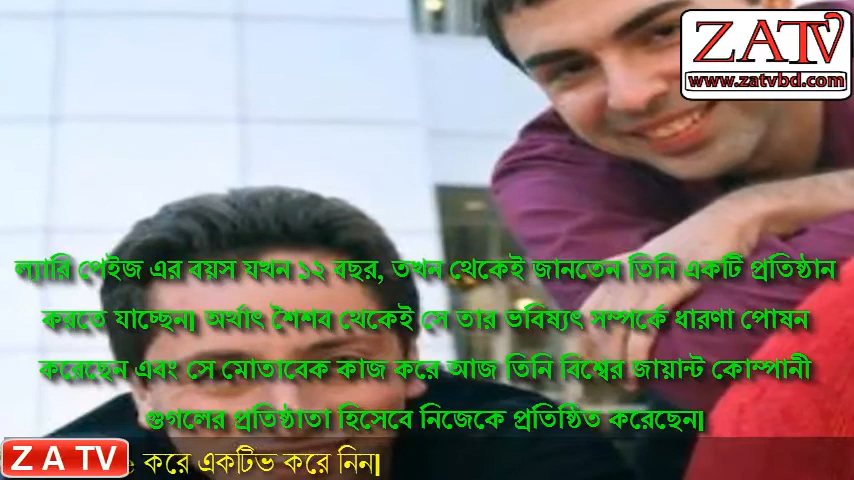 ZATV
www.zatvbd.com
ল্যারি পেইজ এর বয়স যখন ১২ বছর, তখন থেকেই জানতেন তিনি একটি প্রতিষ্ঠান
করতে যাচ্ছেন। অর্থাৎ শৈশব থেকেই সে তার ভবিষ্যৎ সম্পর্কে ধারণা পোষন
করেছেন এবং সে মোতাবেক কাজ করে আজ তিনি বিশ্বের জায়ান্ট কোম্পানী
গুগলের প্রতিষ্ঠাতা হিসেবে নিজেকে প্রতিষ্ঠিত করেছেন।
Z A TV করে একটিভ করে নিন।